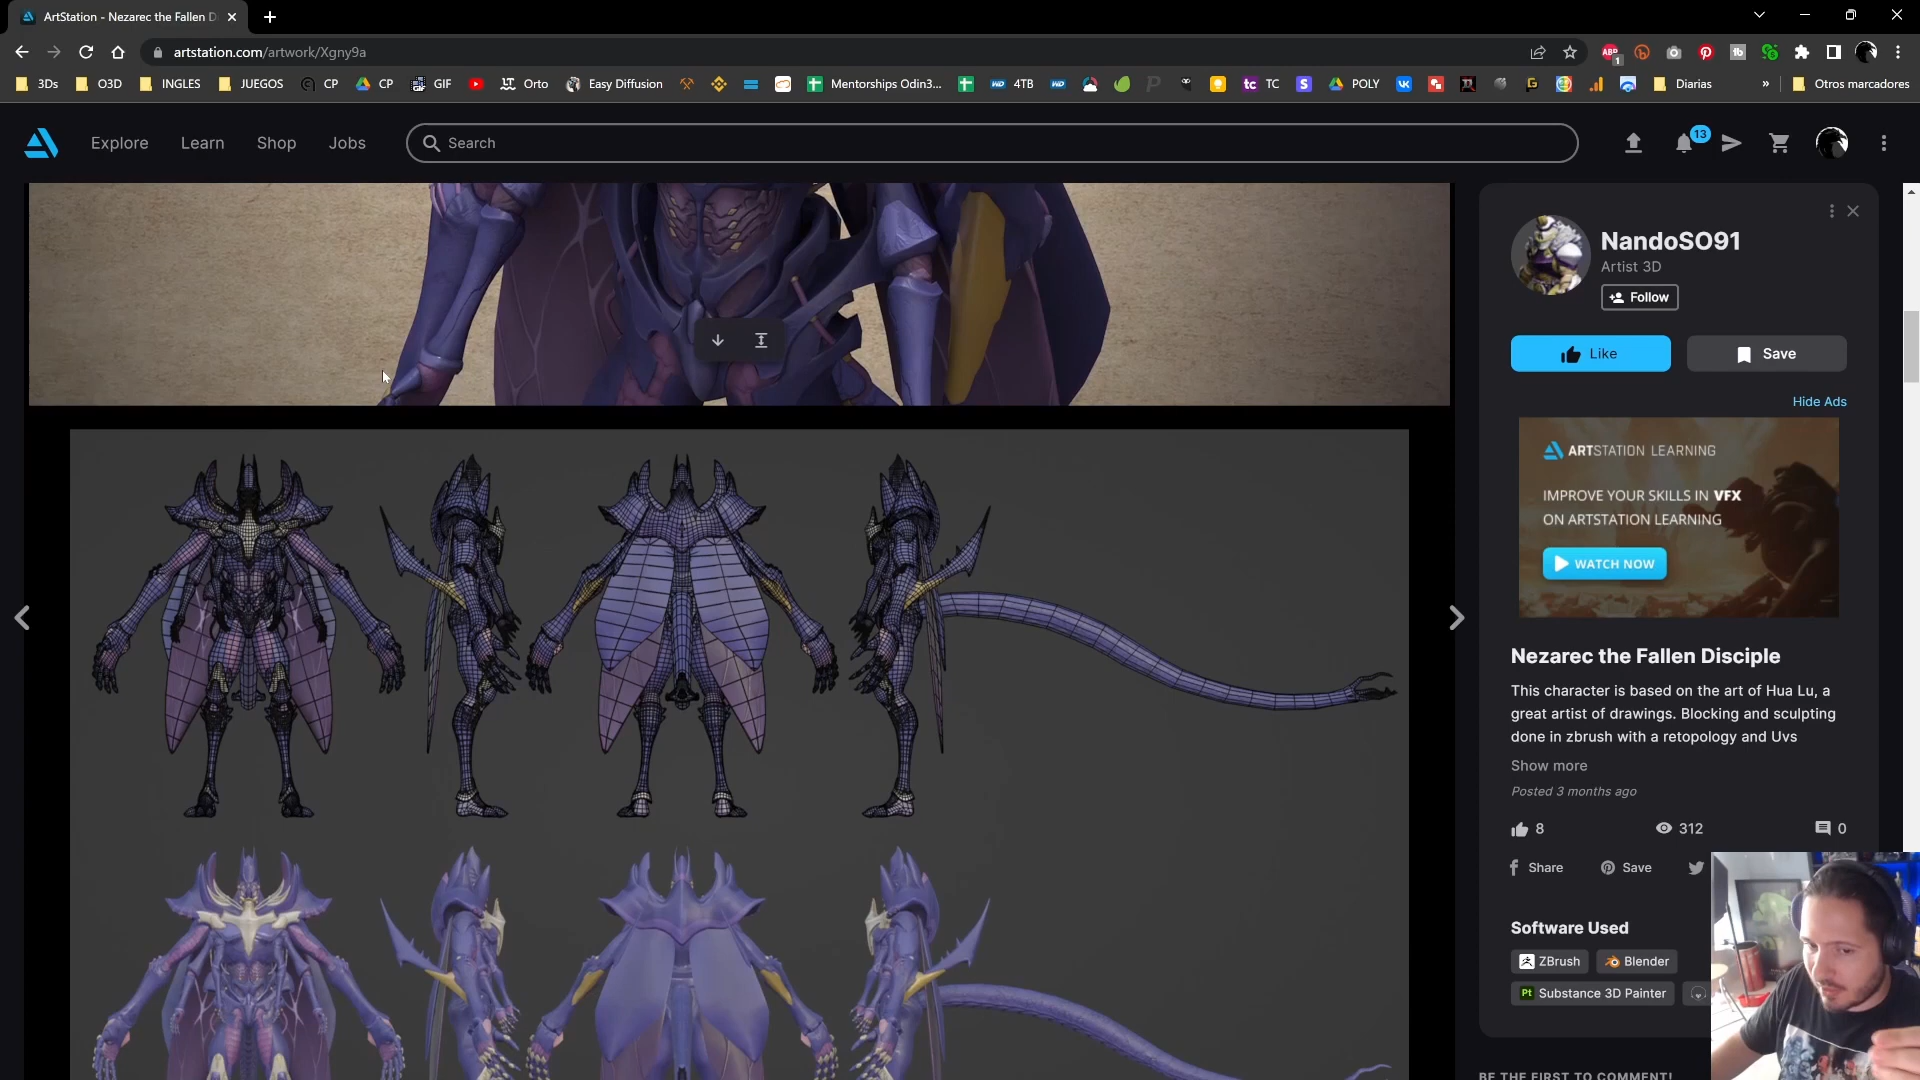 ArtStation - Nezarec the Fallen D
artstation.com/artwork/Xgny9a
ABP
1
3Ds
O3D
INGLES
JUEGOS
CP
CP
GIF
Orto
Easy Diffusion
Mentorships Odin3...
4TB
TC
POLY
Diarias
»
Otros marcadores
Explore
Learn
Shop
Jobs
Search
13
NandoSO91
Artist 3D
Follow
Like
Save
Hide Ads
ARTSTATION LEARNING
IMPROVE YOUR SKILLS IN VFX
ON ARTSTATION LEARNING
WATCH NOW
Nezarec the Fallen Disciple
This character is based on the art of Hua Lu, a
great artist of drawings. Blocking and sculpting
done in zbrush with a retopology and Uvs
Show more
Posted 3 months ago
8
312
0
Share
Save
Software Used
ZBrush
Blender
Pt Substance 3D Painter
BE THE FIRST TO COMMENT!